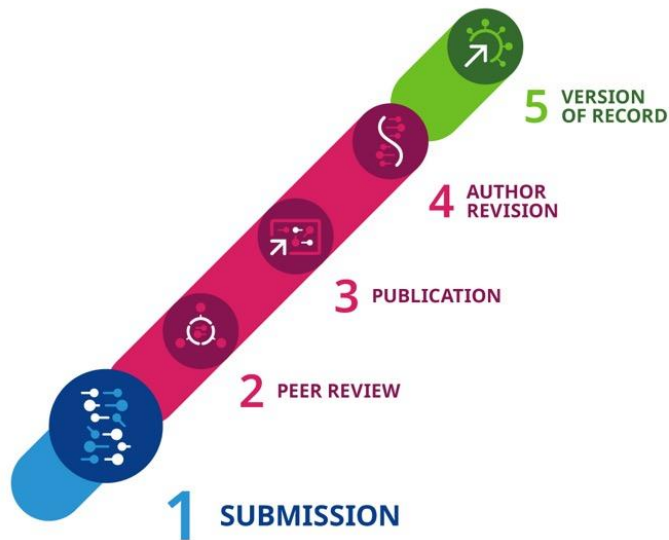 5 VERSION
OF RECORD
4 AUTHOR
REVISION
3 PUBLICATION
2 PEER REVIEW
1 SUBMISSION